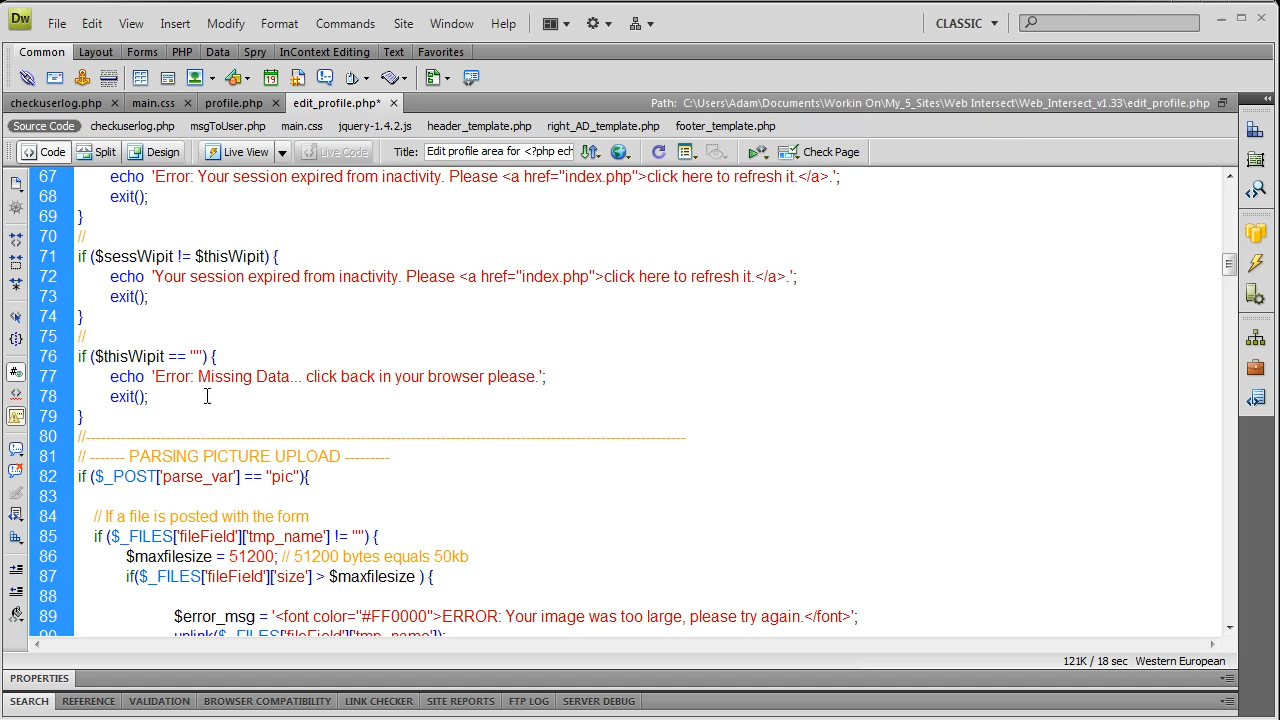 Dw File Edit View Insert Modify Format Commands Site Window Help CLASSIC
Common Layout Forms PHP Data Spry InContext Editing Text Favorites
checkuserlog.php × main.css × profile.php × edit_profile.php* × Path: C:\Users\Adam\Documents\Workin On\My_5_Sites\Web Intersect\Web_Intersect_v1.33\edit_profile.php
Source Code checkuserlog.php msgToUser.php main.css jquery-1.4.2.js header_template.php right_AD_template.php footer_template.php
Code Split Design Live View Live Code Title: Edit profile area for <?php ech Check Page
67 echo 'Error: Your session expired from inactivity. Please <a href="index.php">click here to refresh it.</a>.';
68 exit();
69 }
70 //
71 if ($sessWipit != $thisWipit) {
72 echo 'Your session expired from inactivity. Please <a href="index.php">click here to refresh it.</a>.';
73 exit();
74 }
75 //
76 if ($thisWipit == "") {
77 echo 'Error: Missing Data... click back in your browser please.';
78 exit();
79 }
80 //------------------------------------------------------------------------------------------------------------------------
81 // ------- PARSING PICTURE UPLOAD ---------
82 if ($_POST['parse_var'] == "pic"){
83
84 // If a file is posted with the form
85 if ($_FILES['fileField']['tmp_name'] != "") {
86 $maxfilesize = 51200; // 51200 bytes equals 50kb
87 if($_FILES['fileField']['size'] > $maxfilesize ) {
88
89 $error_msg = '<font color="#FF0000">ERROR: Your image was too large, please try again.</font>';
90 unlink($_FILES['fileField']['tmp_name']);
121K / 18 sec Western European
PROPERTIES
SEARCH REFERENCE VALIDATION BROWSER COMPATIBILITY LINK CHECKER SITE REPORTS FTP LOG SERVER DEBUG